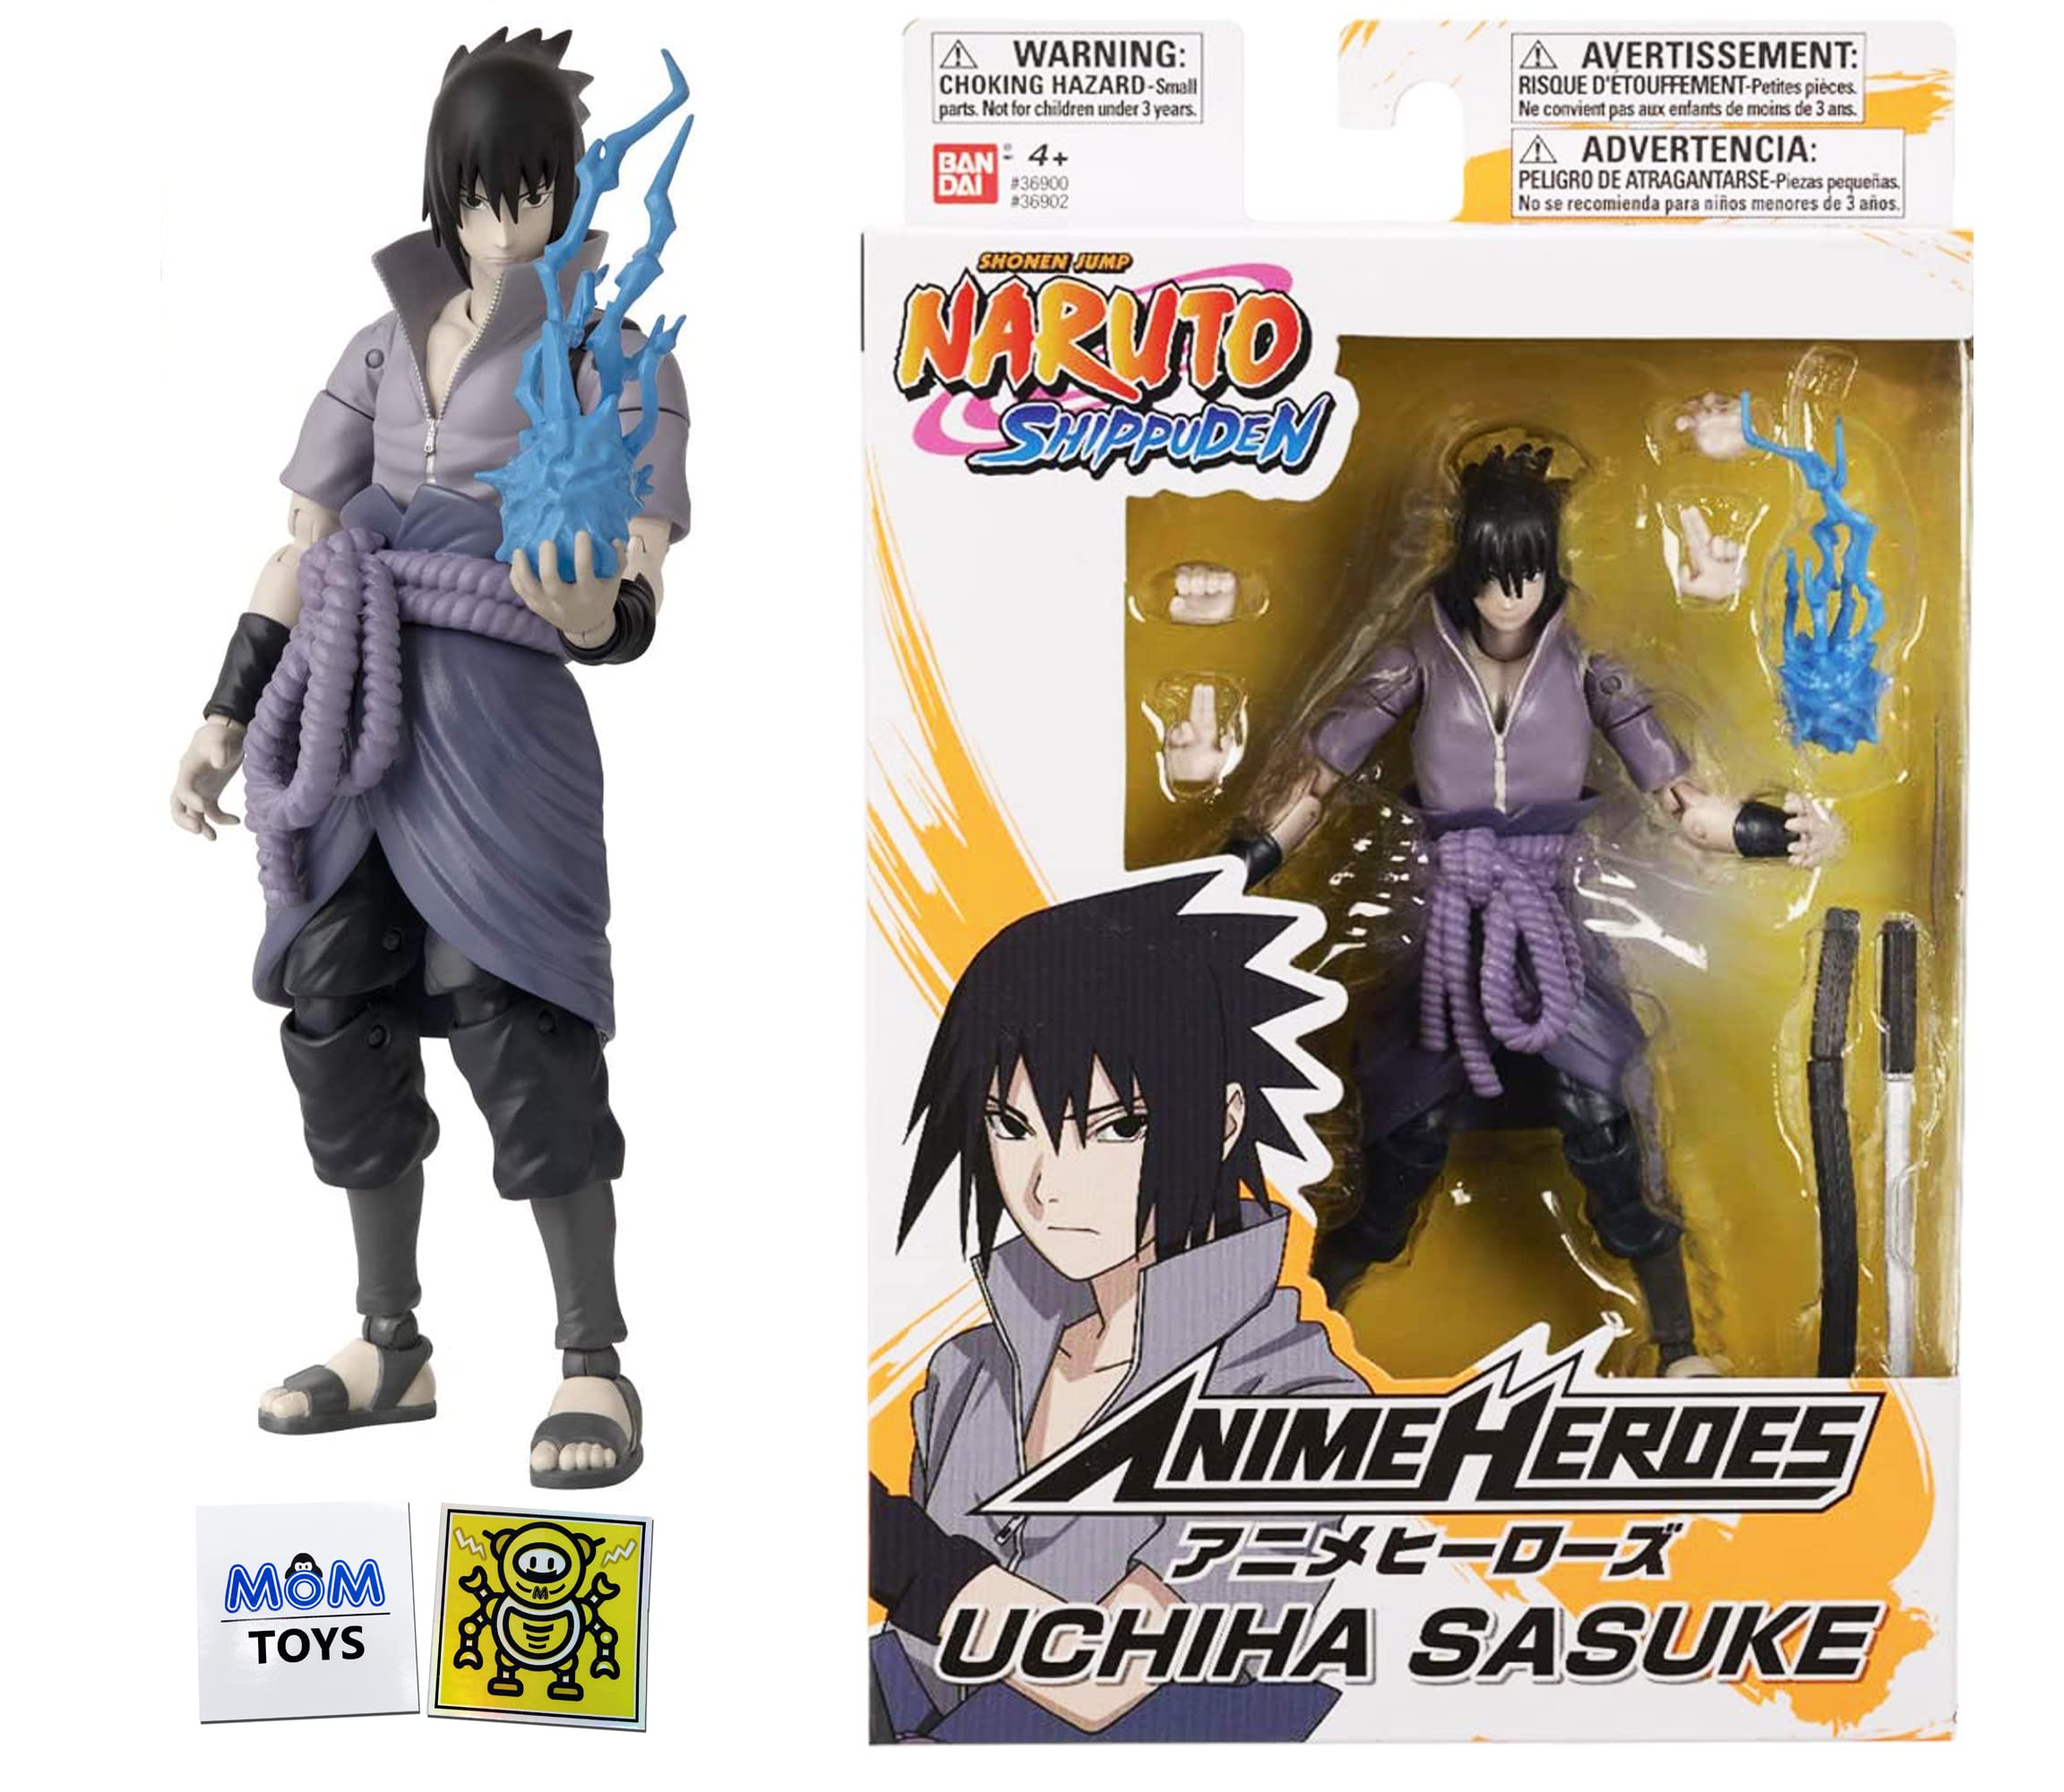 WARNING:
CHOKING HAZARD-Small
parts. Not for children under 3 years.
BAN
DAI
® 4+
#36900
#36902
AVERTISSEMENT:
RISQUE D'ÉTOUFFEMENT-Petites pièces.
Ne convient pas aux enfants de moins de 3 ans.
ADVERTENCIA:
PELIGRO DE ATRAGANTARSE-Piezas pequeñas.
No se recomienda para niños menores de 3 años.
SHONEN JUMP
NARUTO
SHIPPUDEN
ANIME HEROES
アニメヒーローズ
UCHIHA SASUKE
MOM
TOYS
M